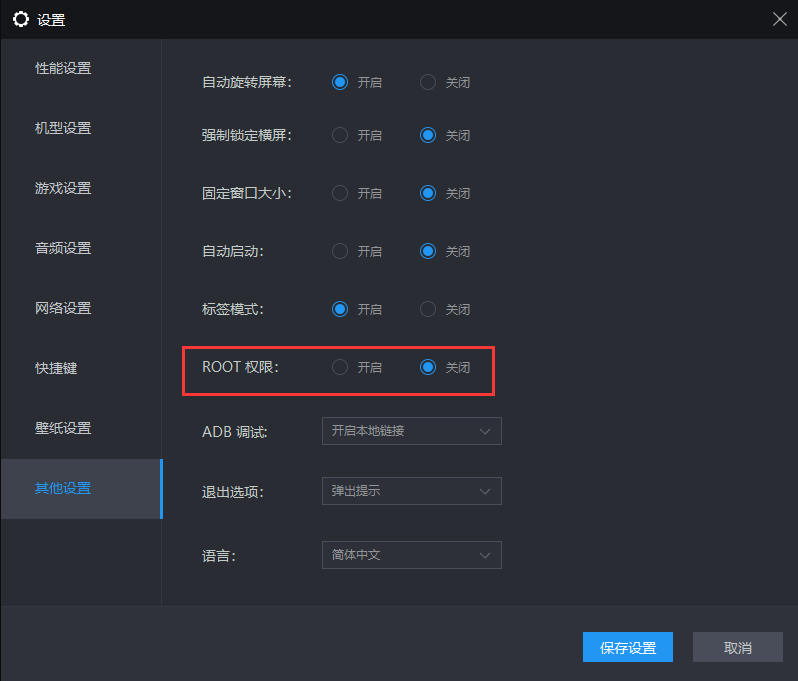 设置
性能设置
机型设置
游戏设置
音频设置
网络设置
快捷键
壁纸设置
其他设置
自动旋转屏幕： 开启 关闭
强制锁定横屏： 开启 关闭
固定窗口大小： 开启 关闭
自动启动： 开启 关闭
标签模式： 开启 关闭
ROOT 权限： 开启 关闭
ADB 调试: 开启本地链接
退出选项： 弹出提示
语言： 简体中文
保存设置 取消